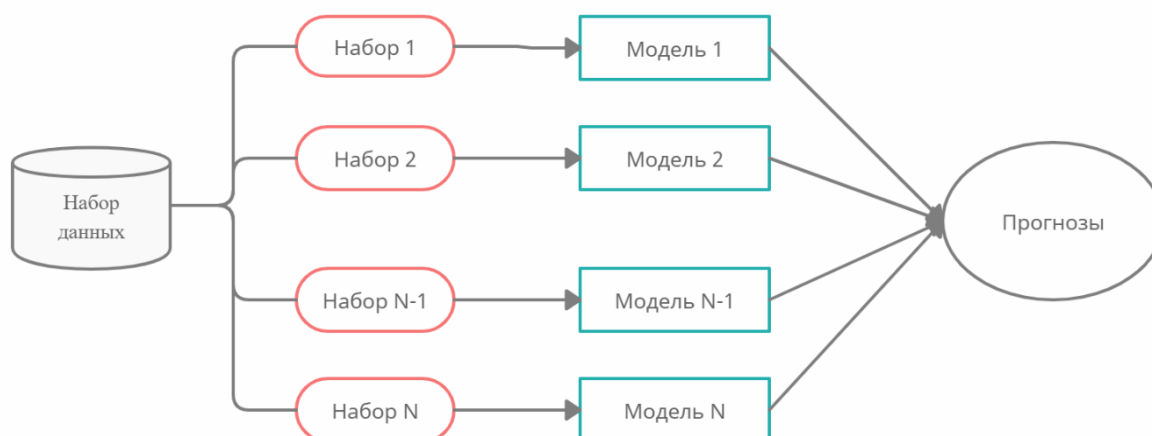 Набор 1
Модель 1
Набор 2
Модель 2
Набор
данных
Прогнозы
Набор N-1
Модель N-1
Набор N
Модель N